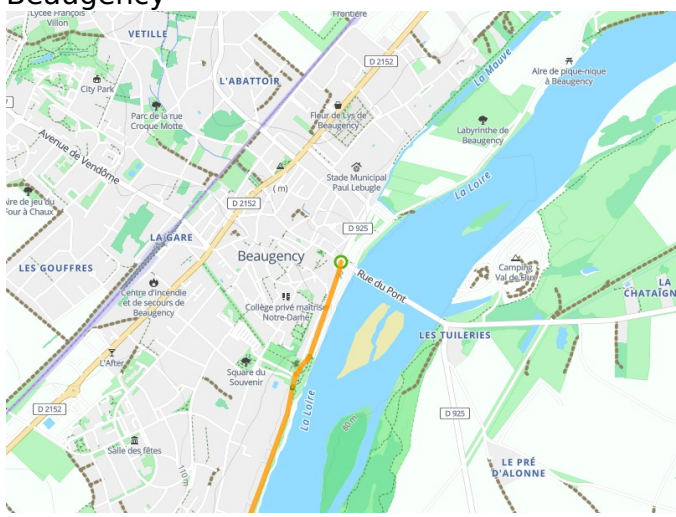 Beaugency
Lycée François
Villon
VETILLE
Frontière
D 2152
La Mauve
Aire de pique-nique
à Beaugency
City Park
L'ABATTOIR
Parc de la rue
Croque Motte
Fleur de Lys de
Beaugency
Labyrinthe de
Beaugency
Avenue de Vendôme
Stade Municipal
Paul Lebugle
( m)
La Loire
Aire de jeu du
Four à Chaux
D 2152
D 925
LA GARE
Beaugency
LES GOUFFRES
Rue du Pont
Camping
Val de Flux
LA
CHATAIGN
Centre d'incendie
et de secours de
Beaugency
Collège privé maîtrise
Notre-Dame
LES TUILERIES
L'After
Square du
Souvenir
La Loire
D 2152
80 m
D 925
Salle des fêtes
110 m
LE PRÉ
D'ALONNE